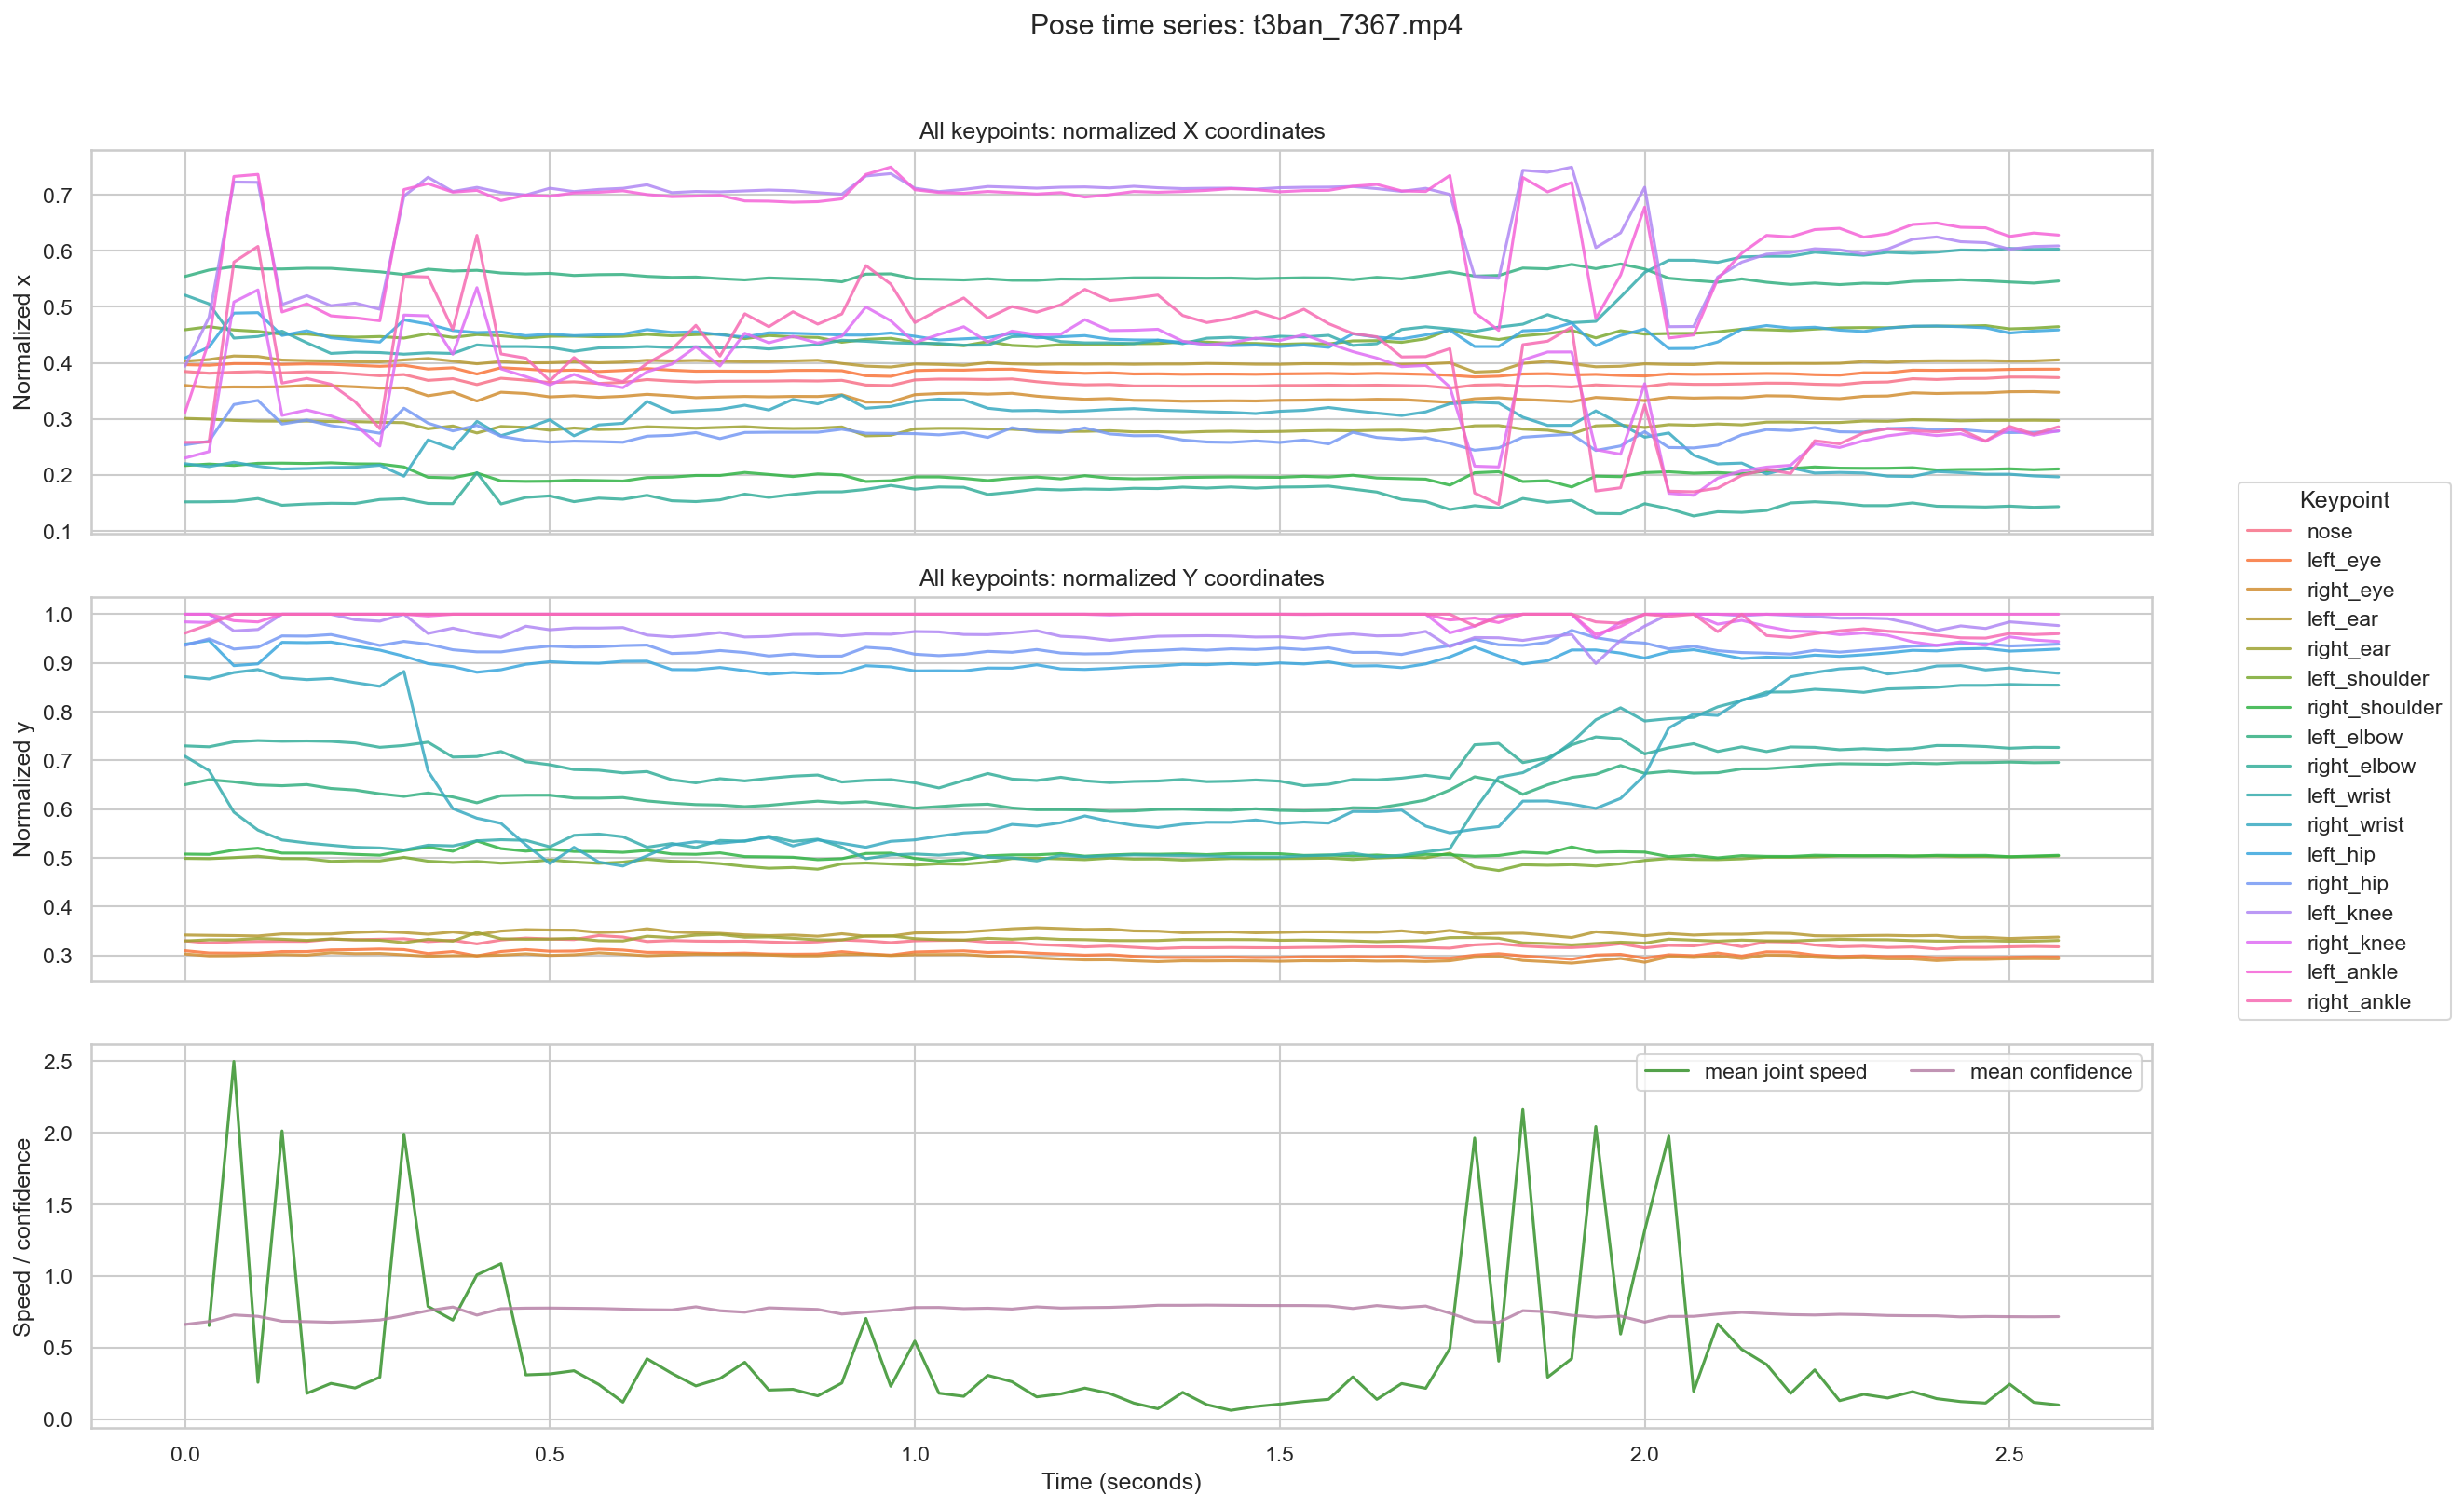 Pose time series: t3ban_7367.mp4
All keypoints: normalized X coordinates
Normalized x
0.7
0.6
0.5
0.4
0.3
0.2
0.1
All keypoints: normalized Y coordinates
Normalized y
1.0
0.9
0.8
0.7
0.6
0.5
0.4
0.3
Keypoint
nose
left_eye
right_eye
left_ear
right_ear
left_shoulder
right_shoulder
left_elbow
right_elbow
left_wrist
right_wrist
left_hip
right_hip
left_knee
right_knee
left_ankle
right_ankle
Speed / confidence
2.5
2.0
1.5
1.0
0.5
0.0
mean joint speed mean confidence
0.0 0.5 1.0 1.5 2.0 2.5
Time (seconds)